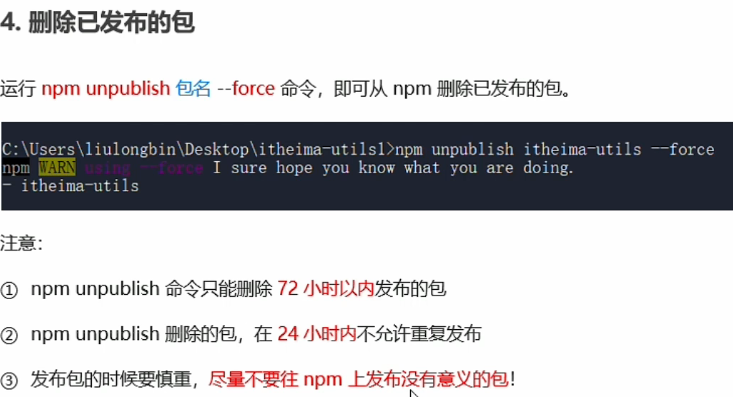 4. 删除已发布的包
运行 npm unpublish 包名 --force 命令，即可从 npm 删除已发布的包。
C:\Users\liulongbin\Desktop\itheima-utils1>npm unpublish itheima-utils --force
npm WARN using --force I sure hope you know what you are doing.
- itheima-utils
注意：
① npm unpublish 命令只能删除 72 小时以内发布的包
② npm unpublish 删除的包，在 24 小时内不允许重复发布
③ 发布包的时候要慎重，尽量不要往 npm 上发布没有意义的包！